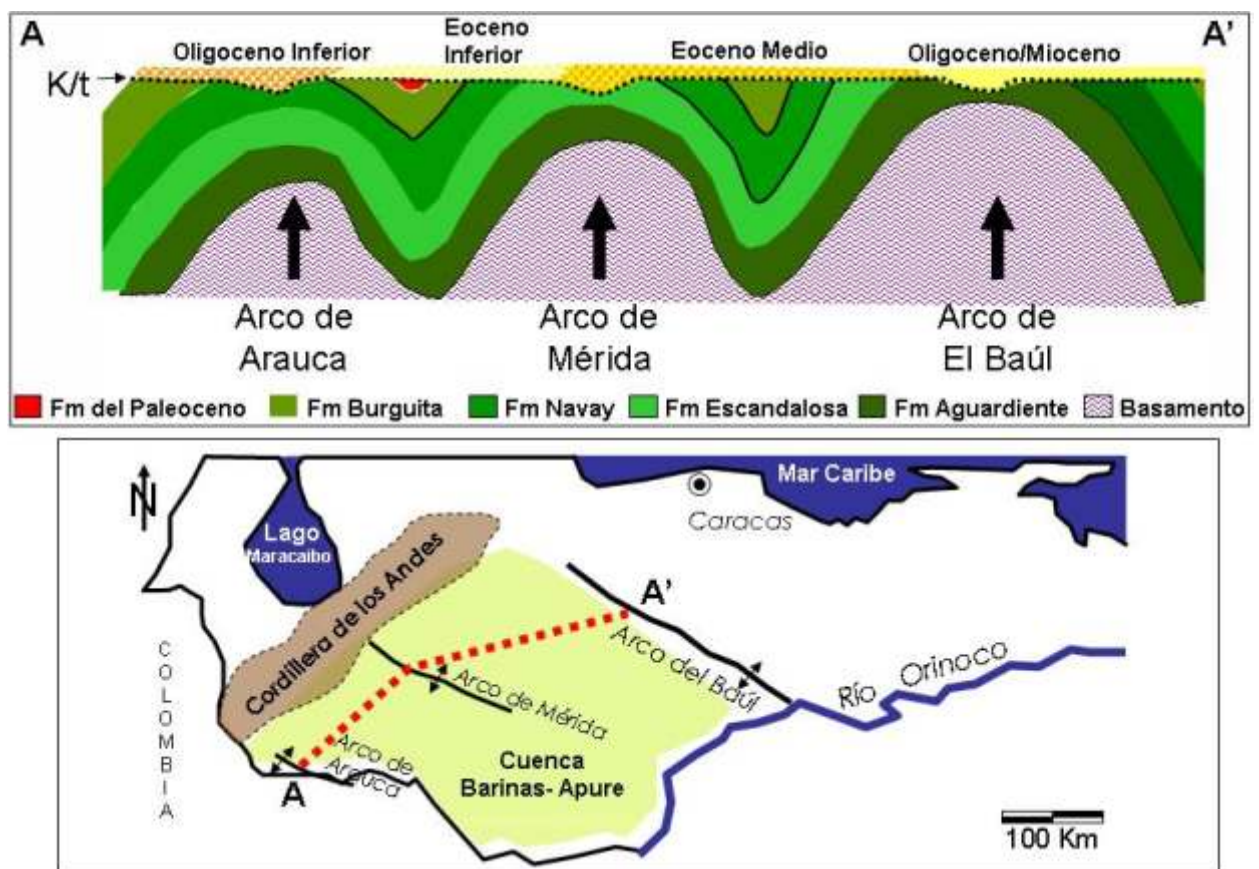 A
A'
Oligoceno Inferior
Eoceno
Inferior
Eoceno Medio
Oligoceno/Mioceno
K/t
Arco de
Arauca
Arco de
Mérida
Arco de
El Baúl
Fm del Paleoceno
Fm Burguita
Fm Navay
Fm Escandalosa
Fm Aguardiente
Basamento
N
Lago
Maracaibo
Mar Caribe
Caracas
Cordillera de los Andes
A'
Arco del Baúl
Río Orinoco
Arco de Mérida
COLOMBIA
Arco de
Arauca
A
Cuenca
Barinas- Apure
100 Km